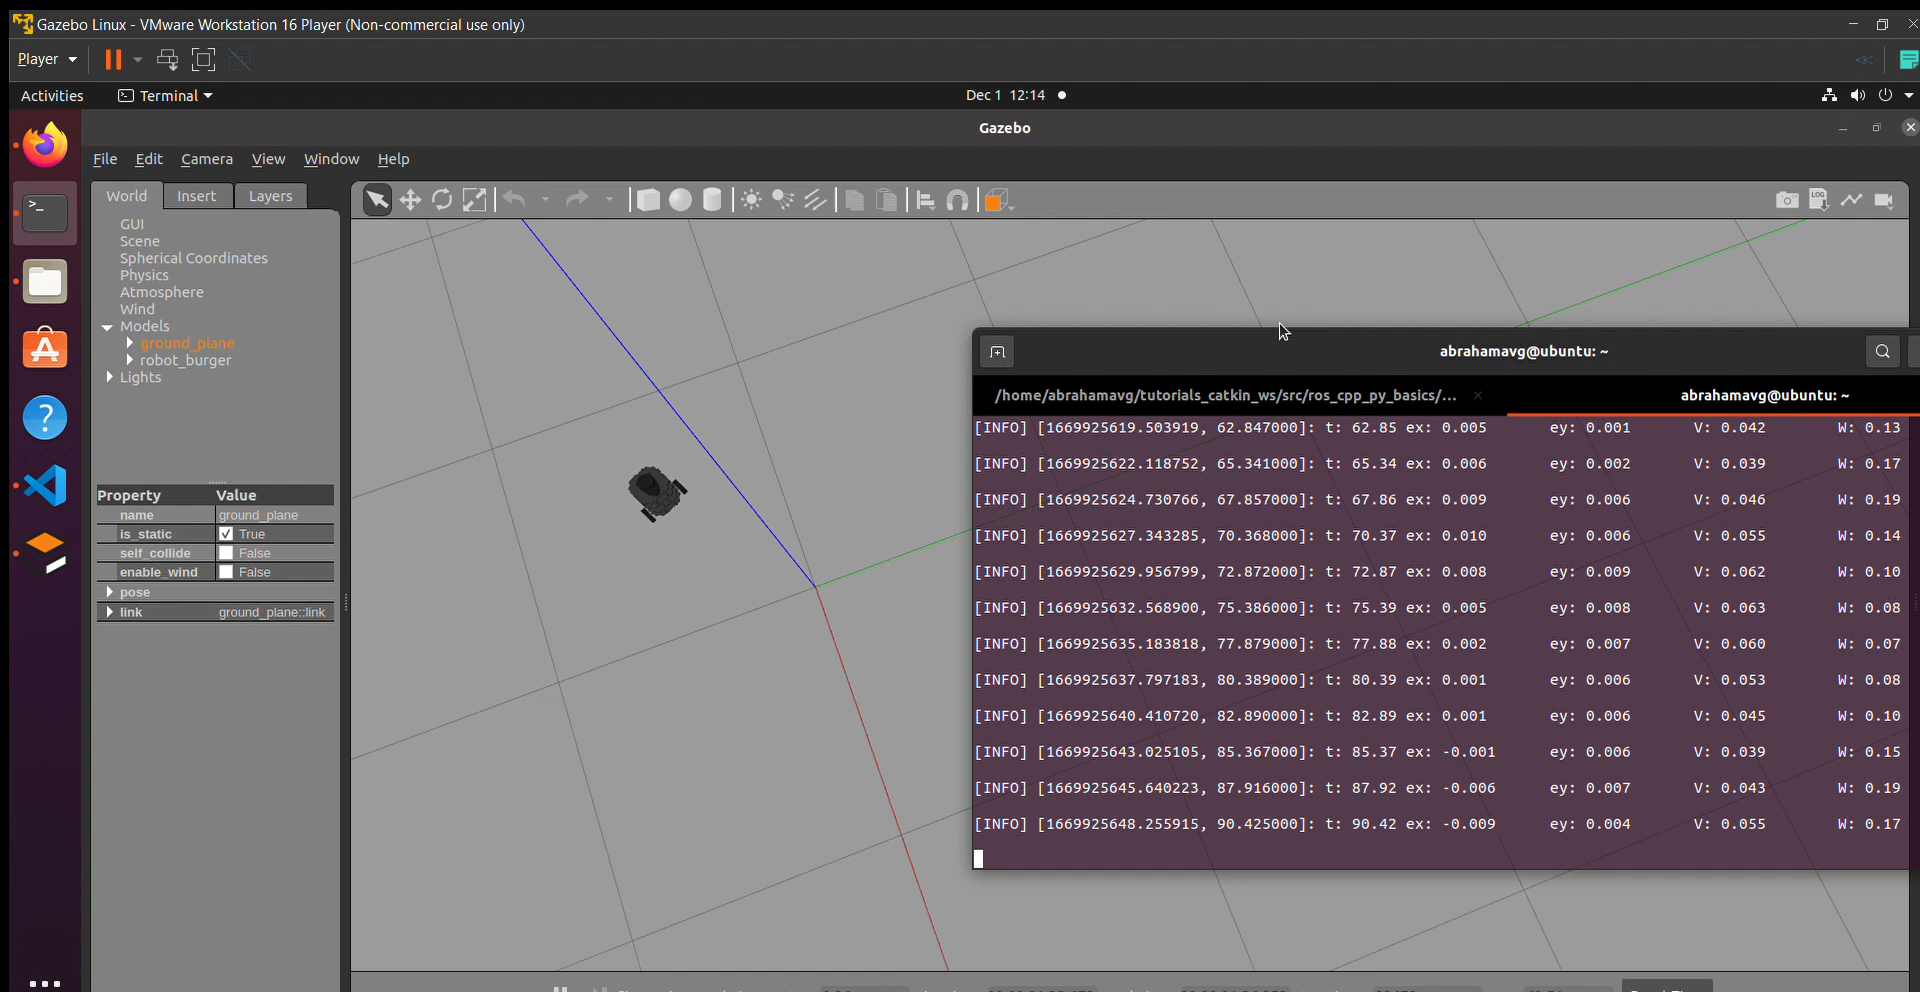 Gazebo Linux - VMware Workstation 16 Player (Non-commercial use only)
Player
Activities
Terminal
Dec 1 12:14
Gazebo
File Edit Camera View Window Help
World Insert Layers
GUI
Scene
Spherical Coordinates
Physics
Atmosphere
Wind
Models
ground_plane
robot_burger
Lights
Property Value
name ground_plane
is_static True
self_collide False
enable_wind False
pose
link ground_plane::link
LOG
abrahamavg@ubuntu: ~
/home/abrahamavg/tutorials_catkin_ws/src/ros_cpp_py_basics/... ×
abrahamavg@ubuntu: ~
[INFO] [1669925619.503919, 62.847000]: t: 62.85 ex: 0.005 ey: 0.001 V: 0.042 W: 0.13
[INFO] [1669925622.118752, 65.341000]: t: 65.34 ex: 0.006 ey: 0.002 V: 0.039 W: 0.17
[INFO] [1669925624.730766, 67.857000]: t: 67.86 ex: 0.009 ey: 0.006 V: 0.046 W: 0.19
[INFO] [1669925627.343285, 70.368000]: t: 70.37 ex: 0.010 ey: 0.006 V: 0.055 W: 0.14
[INFO] [1669925629.956799, 72.872000]: t: 72.87 ex: 0.008 ey: 0.009 V: 0.062 W: 0.10
[INFO] [1669925632.568900, 75.386000]: t: 75.39 ex: 0.005 ey: 0.008 V: 0.063 W: 0.08
[INFO] [1669925635.183818, 77.879000]: t: 77.88 ex: 0.002 ey: 0.007 V: 0.060 W: 0.07
[INFO] [1669925637.797183, 80.389000]: t: 80.39 ex: 0.001 ey: 0.006 V: 0.053 W: 0.08
[INFO] [1669925640.410720, 82.890000]: t: 82.89 ex: 0.001 ey: 0.006 V: 0.045 W: 0.10
[INFO] [1669925643.025105, 85.367000]: t: 85.37 ex: -0.001 ey: 0.006 V: 0.039 W: 0.15
[INFO] [1669925645.640223, 87.916000]: t: 87.92 ex: -0.006 ey: 0.007 V: 0.043 W: 0.19
[INFO] [1669925648.255915, 90.425000]: t: 90.42 ex: -0.009 ey: 0.004 V: 0.055 W: 0.17